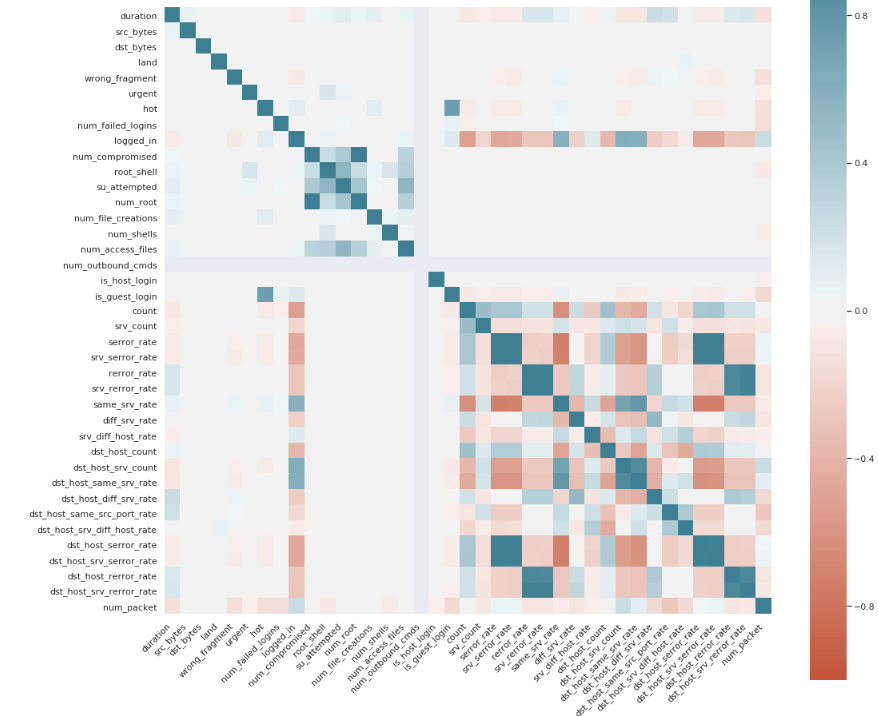 duration
src_bytes
dst_bytes
land
wrong_fragment
urgent
hot
num_failed_logins
logged_in
num_compromised
root_shell
su_attempted
num_root
num_file_creations
num_shells
num_access_files
num_outbound_cmds
is_host_login
is_guest_login
count
srv_count
serror_rate
srv_serror_rate
rerror_rate
srv_rerror_rate
same_srv_rate
diff_srv_rate
srv_diff_host_rate
dst_host_count
dst_host_srv_count
dst_host_same_srv_rate
dst_host_diff_srv_rate
dst_host_same_src_port_rate
dst_host_srv_diff_host_rate
dst_host_serror_rate
dst_host_srv_serror_rate
dst_host_rerror_rate
dst_host_srv_rerror_rate
num_packet
duration
src_bytes
dst_bytes
land
wrong_fragment
urgent
hot
num_failed_logins
logged_in
num_compromised
root_shell
su_attempted
num_root
num_file_creations
num_shells
num_access_files
num_outbound_cmds
is_host_login
is_guest_login
count
srv_count
serror_rate
srv_serror_rate
rerror_rate
srv_rerror_rate
same_srv_rate
diff_srv_rate
srv_diff_host_rate
dst_host_count
dst_host_srv_count
dst_host_same_srv_rate
dst_host_diff_srv_rate
dst_host_same_src_port_rate
dst_host_srv_diff_host_rate
dst_host_serror_rate
dst_host_srv_serror_rate
dst_host_rerror_rate
dst_host_srv_rerror_rate
num_packet
0.8
0.4
0.0
−0.4
−0.8